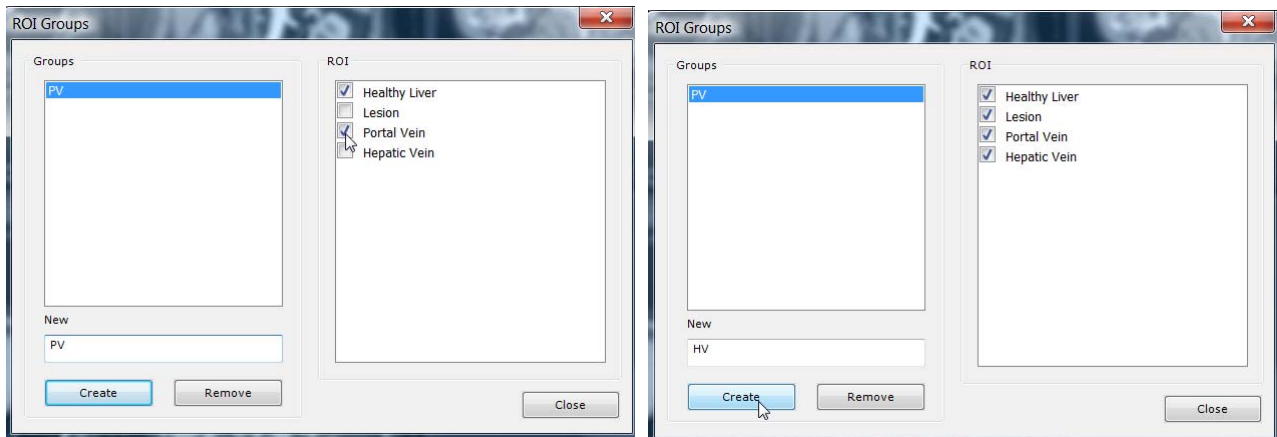 ROI Groups
Groups
PV
New
PV
Create Remove
ROI
Healthy Liver
Lesion
Portal Vein
Hepatic Vein
Close
ROI Groups
Groups
PV
New
HV
Create Remove
ROI
Healthy Liver
Lesion
Portal Vein
Hepatic Vein
Close